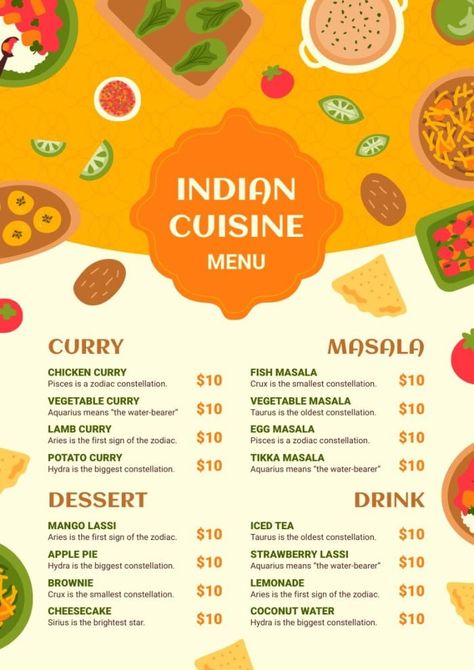 INDIAN
CUISINE
MENU
CURRY
CHICKEN CURRY
Pisces is a zodiac constellation.
$10
VEGETABLE CURRY
Aquarius means "the water-bearer"
$10
LAMB CURRY
Aries is the first sign of the zodiac.
$10
POTATO CURRY
Hydra is the biggest constellation.
$10
MASALA
FISH MASALA
Crux is the smallest constellation.
$10
VEGETABLE MASALA
Taurus is the oldest constellation.
$10
EGG MASALA
Pisces is a zodiac constellation.
$10
TIKKA MASALA
Aquarius means "the water-bearer"
$10
DESSERT
MANGO LASSI
Aries is the first sign of the zodiac.
$10
APPLE PIE
Hydra is the biggest constellation.
$10
BROWNIE
Crux is the smallest constellation.
$10
CHEESECAKE
Sirius is the brightest star.
$10
DRINK
ICED TEA
Taurus is the oldest constellation.
$10
STRAWBERRY LASSI
Aquarius means "the water-bearer"
$10
LEMONADE
Aries is the first sign of the zodiac.
$10
COCONUT WATER
Hydra is the biggest constellation.
$10